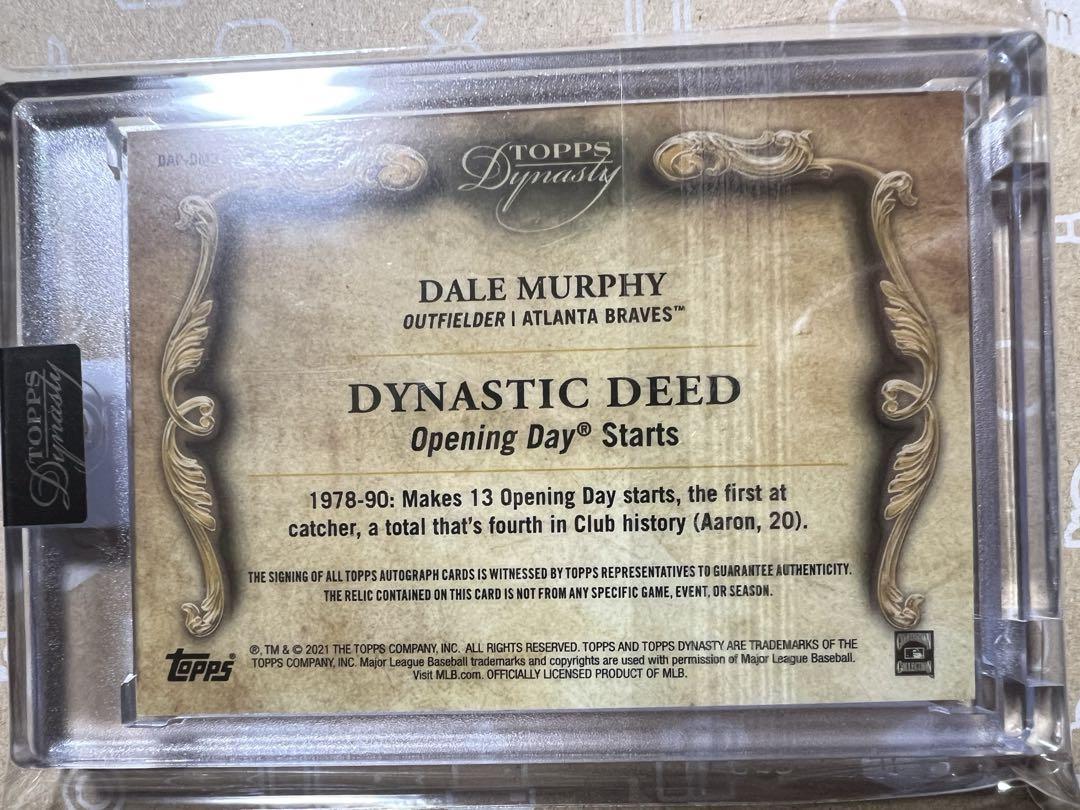 TOPPS
Dynasty
DALE MURPHY
OUTFIELDER | ATLANTA BRAVES™
DYNASTIC DEED
Opening Day® Starts
1978-90: Makes 13 Opening Day starts, the first at
catcher, a total that's fourth in Club history (Aaron, 20).
THE SIGNING OF ALL TOPPS AUTOGRAPH CARDS IS WITNESSED BY TOPPS REPRESENTATIVES TO GUARANTEE AUTHENTICITY.
THE RELIC CONTAINED ON THIS CARD IS NOT FROM ANY SPECIFIC GAME, EVENT, OR SEASON.
®, TM & © 2021 THE TOPPS COMPANY, INC. ALL RIGHTS RESERVED. TOPPS AND TOPPS DYNASTY ARE TRADEMARKS OF THE
TOPPS COMPANY, INC. Major League Baseball trademarks and copyrights are used with permission of Major League Baseball.
Visit MLB.com. OFFICIALLY LICENSED PRODUCT OF MLB.
topps®
TOPPS
Dynasty